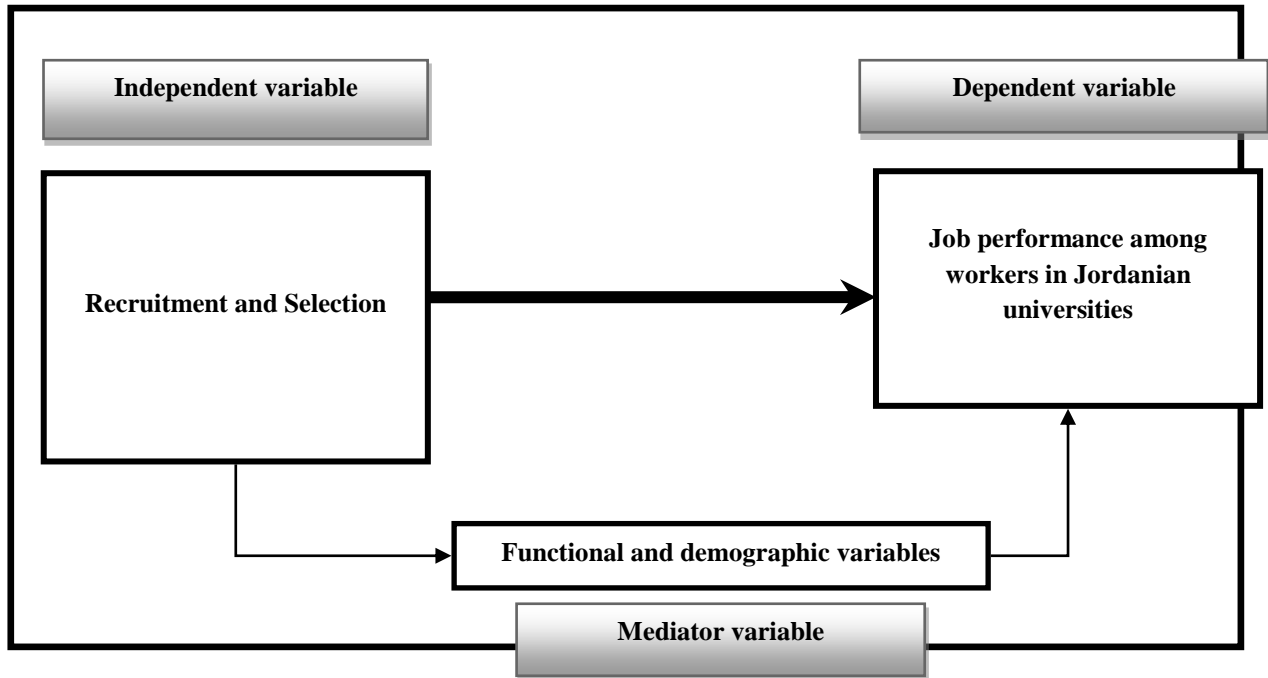 Independent variable
Dependent variable
Recruitment and Selection
Job performance among
workers in Jordanian
universities
Functional and demographic variables
Mediator variable